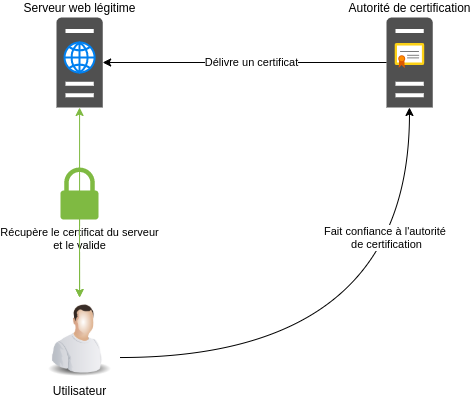 Serveur web légitime
Autorité de certification
Délivre un certificat
Récupère le certificat du serveur
et le valide
Fait confiance à l'autorité
de certification
Utilisateur